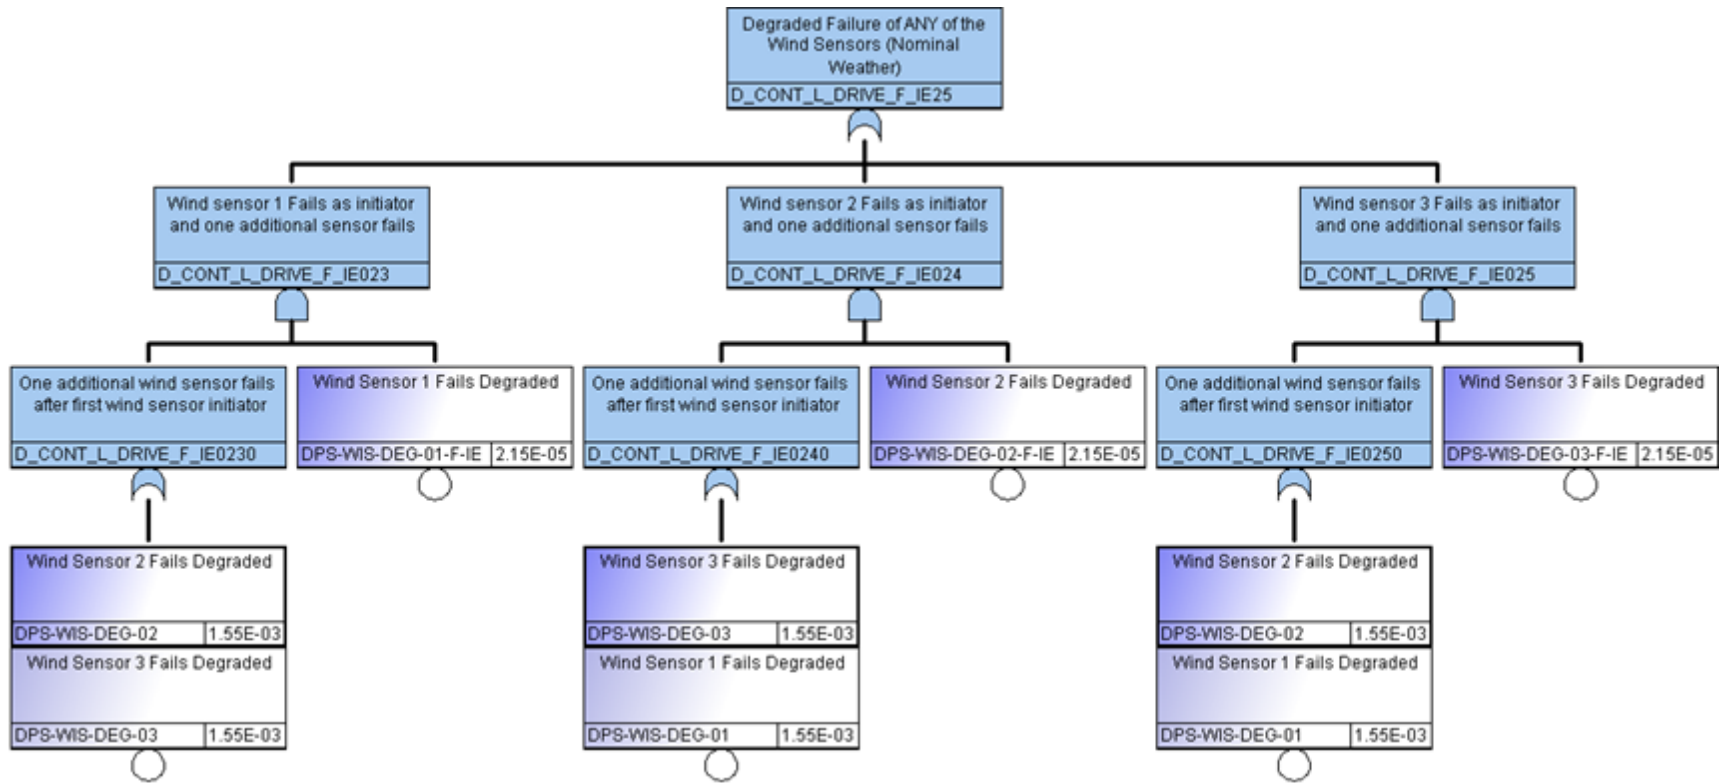 Degraded Failure of ANY of the
Wind Sensors (Nominal
Weather)
D_CONT_L_DRIVE_F_IE25
Wind sensor 1 Fails as initiator
and one additional sensor fails
D_CONT_L_DRIVE_F_IE023
Wind sensor 2 Fails as initiator
and one additional sensor fails
D_CONT_L_DRIVE_F_IE024
Wind sensor 3 Fails as initiator
and one additional sensor fails
D_CONT_L_DRIVE_F_IE025
One additional wind sensor fails
after first wind sensor initiator
D_CONT_L_DRIVE_F_IE0230
Wind Sensor 1 Fails Degraded
DPS-WIS-DEG-01-F-IE 2.15E-05
One additional wind sensor fails
after first wind sensor initiator
D_CONT_L_DRIVE_F_IE0240
Wind Sensor 2 Fails Degraded
DPS-WIS-DEG-02-F-IE 2.15E-05
One additional wind sensor fails
after first wind sensor initiator
D_CONT_L_DRIVE_F_IE0250
Wind Sensor 3 Fails Degraded
DPS-WIS-DEG-03-F-IE 2.15E-05
Wind Sensor 2 Fails Degraded
DPS-WIS-DEG-02 1.55E-03
Wind Sensor 3 Fails Degraded
DPS-WIS-DEG-03 1.55E-03
Wind Sensor 3 Fails Degraded
DPS-WIS-DEG-03 1.55E-03
Wind Sensor 1 Fails Degraded
DPS-WIS-DEG-01 1.55E-03
Wind Sensor 2 Fails Degraded
DPS-WIS-DEG-02 1.55E-03
Wind Sensor 1 Fails Degraded
DPS-WIS-DEG-01 1.55E-03